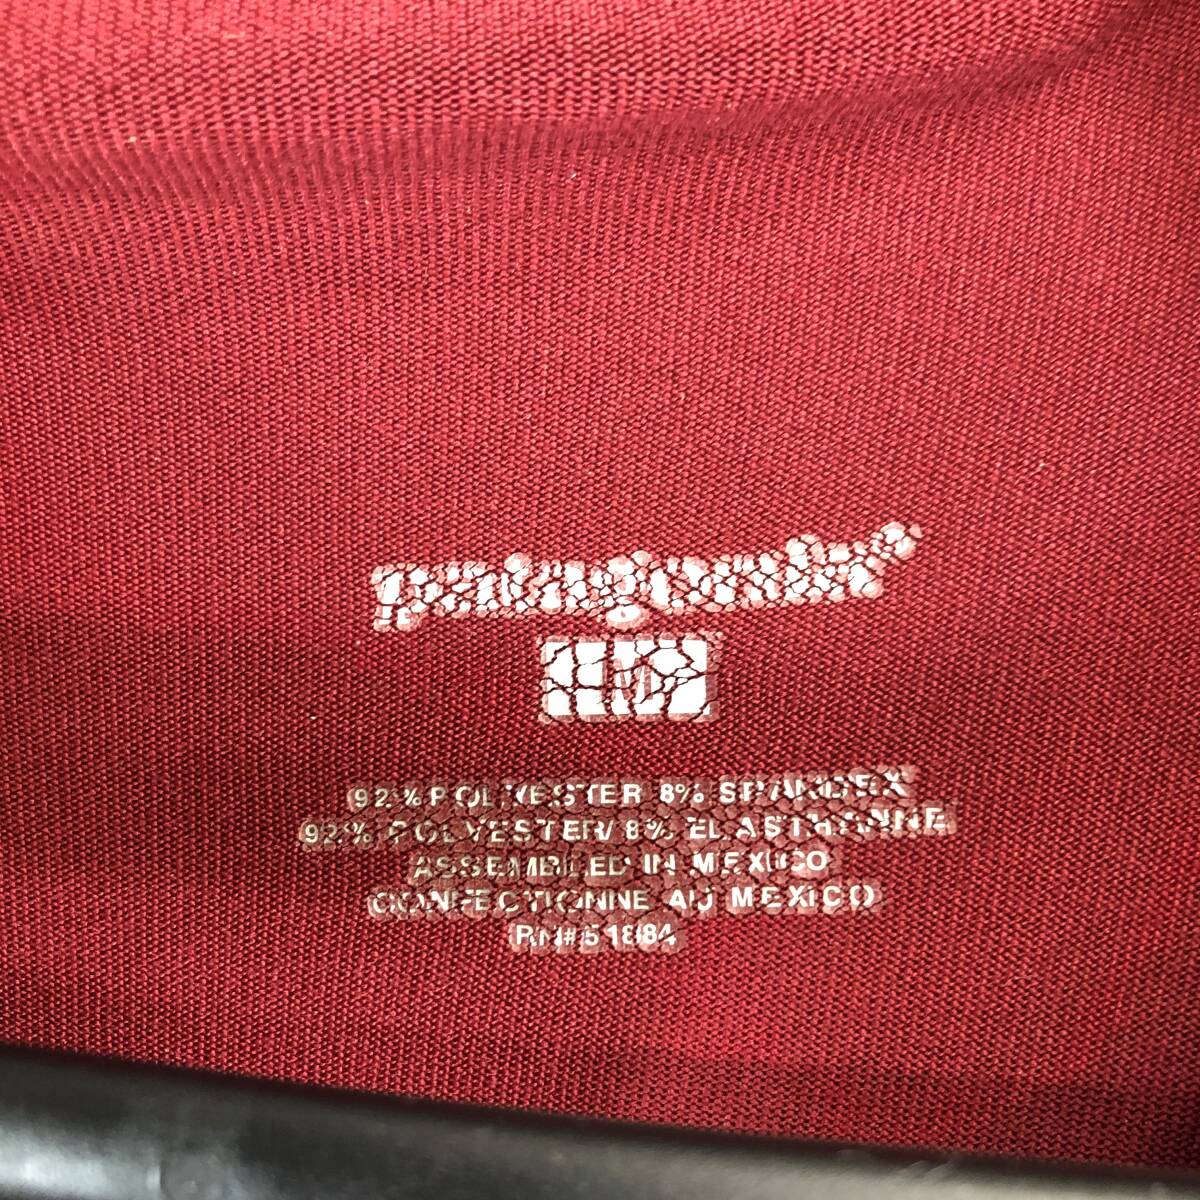 patagonia®
M
92% POLYESTER 8% SPANDEX
92% POLYESTER/ 8% ELASTHANNE
ASSEMBLED IN MEXICO
CONFECTIONNE AU MEXICO
RN#51884